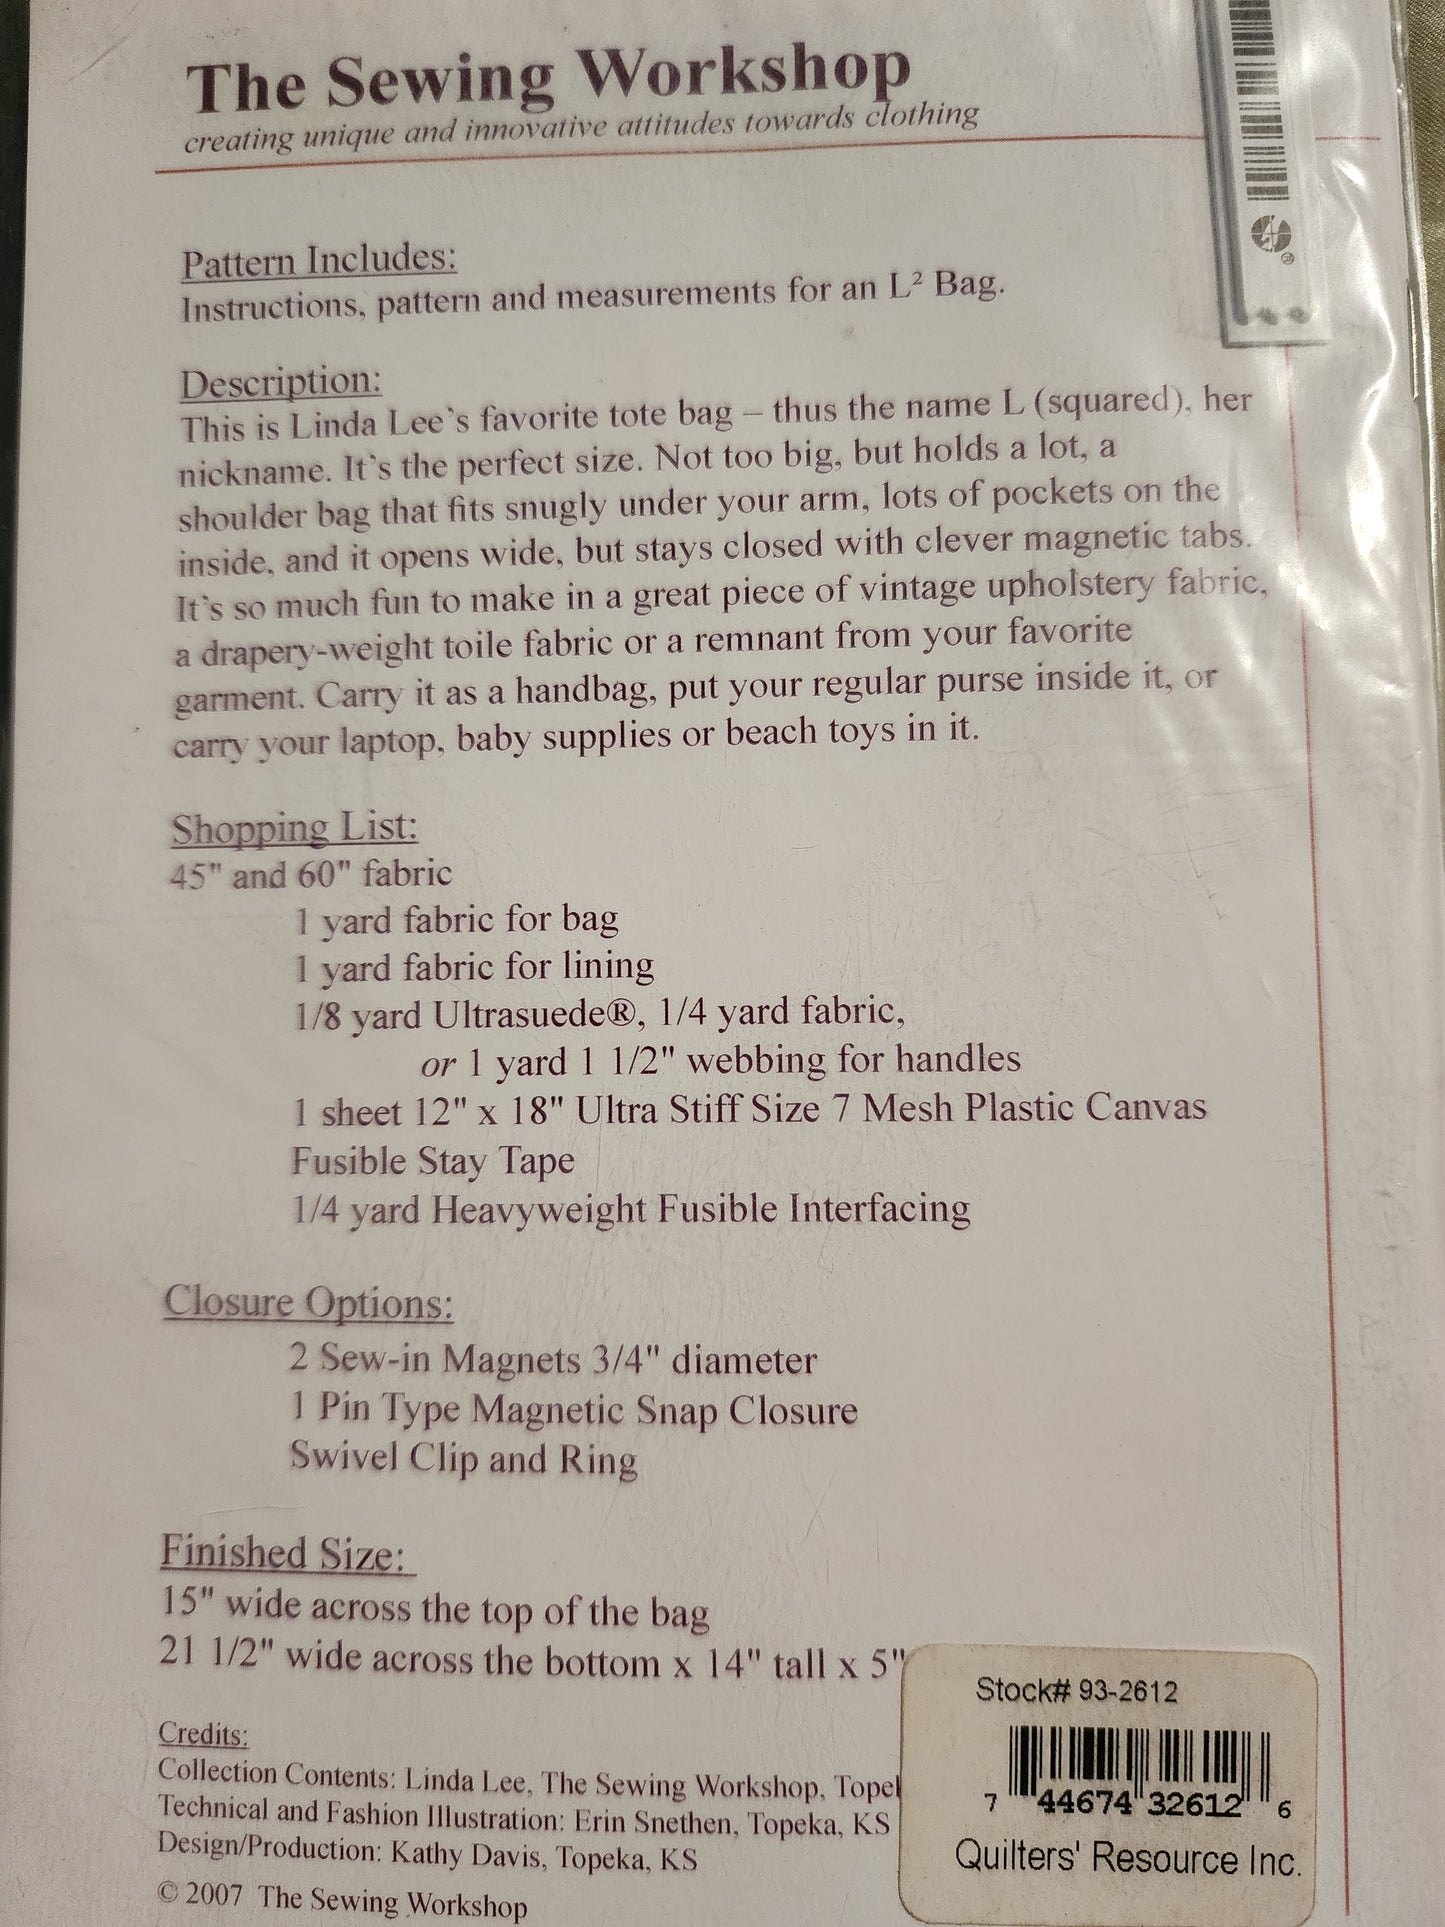 The Sewing Workshop
creating unique and innovative attitudes towards clothing
Pattern Includes:
Instructions, pattern and measurements for an L² Bag.
Description:
This is Linda Lee's favorite tote bag – thus the name L (squared), her
nickname. It's the perfect size. Not too big, but holds a lot, a
shoulder bag that fits snugly under your arm, lots of pockets on the
inside, and it opens wide, but stays closed with clever magnetic tabs.
It's so much fun to make in a great piece of vintage upholstery fabric,
a drapery-weight toile fabric or a remnant from your favorite
garment. Carry it as a handbag, put your regular purse inside it, or
carry your laptop, baby supplies or beach toys in it.
Shopping List:
45" and 60" fabric
1 yard fabric for bag
1 yard fabric for lining
1/8 yard Ultrasuede®, 1/4 yard fabric,
or 1 yard 1 1/2" webbing for handles
1 sheet 12" x 18" Ultra Stiff Size 7 Mesh Plastic Canvas
Fusible Stay Tape
1/4 yard Heavyweight Fusible Interfacing
Closure Options:
2 Sew-in Magnets 3/4" diameter
1 Pin Type Magnetic Snap Closure
Swivel Clip and Ring
Finished Size:
15" wide across the top of the bag
21 1/2" wide across the bottom x 14" tall x 5"
Credits:
Collection Contents: Linda Lee, The Sewing Workshop,
Technical and Fashion Illustration: Erin Snethen, Topeka, KS
Design/Production: Kathy Davis, Topeka, KS
© 2007 The Sewing Workshop
Stock# 93-2612
7 44674 32612 6
Quilters' Resource Inc.